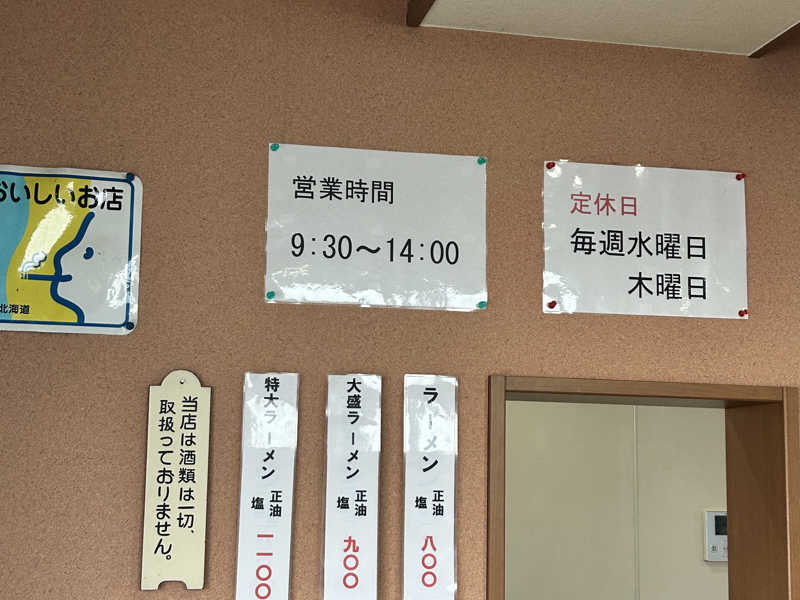 おいしいお店
北海道
営業時間
9:30～14:00
定休日
毎週水曜日
木曜日
当店は酒類は一切、
取扱っておりません。
特大ラーメン 正油
塩
一一〇〇
大盛ラーメン 正油
塩
九〇〇
ラーメン 正油
塩
八〇〇